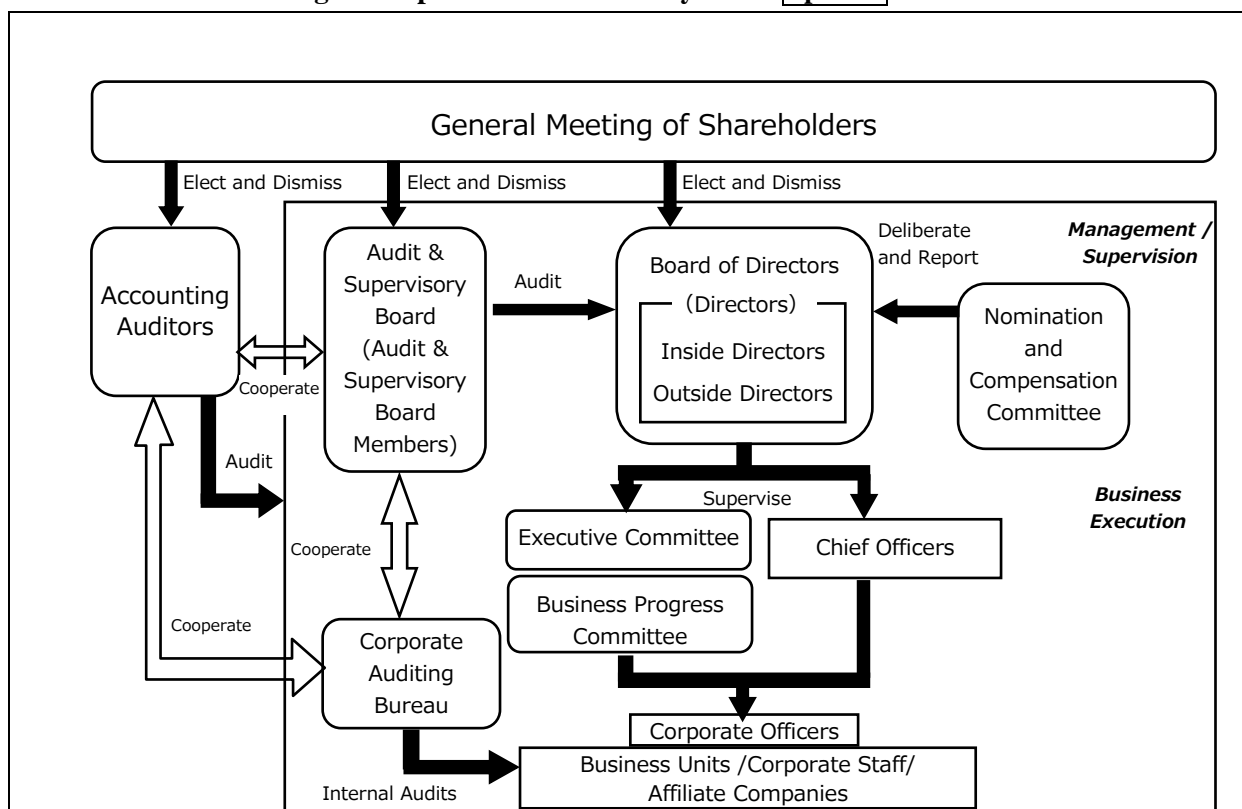 General Meeting of Shareholders
Elect and Dismiss
Elect and Dismiss
Elect and Dismiss
Accounting
Auditors
Audit &
Supervisory
Board
(Audit &
Supervisory
Board
Members)
Audit
Board of Directors
(Directors)
Inside Directors
Outside Directors
Deliberate
and Report
Management /
Supervision
Nomination
and
Compensation
Committee
Cooperate
Audit
Supervise
Business
Execution
Executive Committee
Chief Officers
Cooperate
Business Progress
Committee
Cooperate
Corporate
Auditing
Bureau
Corporate Officers
Business Units /Corporate Staff/
Affiliate Companies
Internal Audits